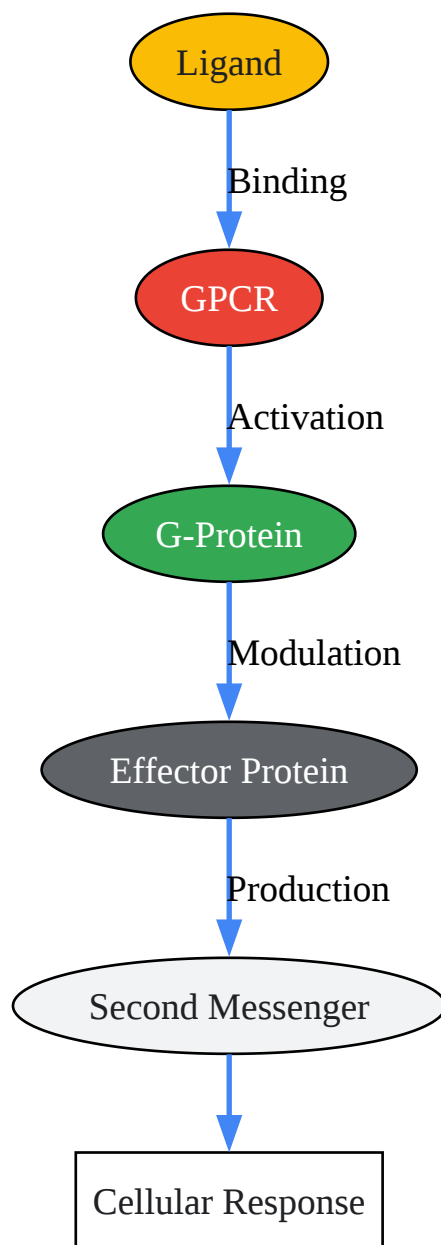 Ligand
Binding
GPCR
Activation
G-Protein
Modulation
Effector Protein
Production
Second Messenger
Cellular Response